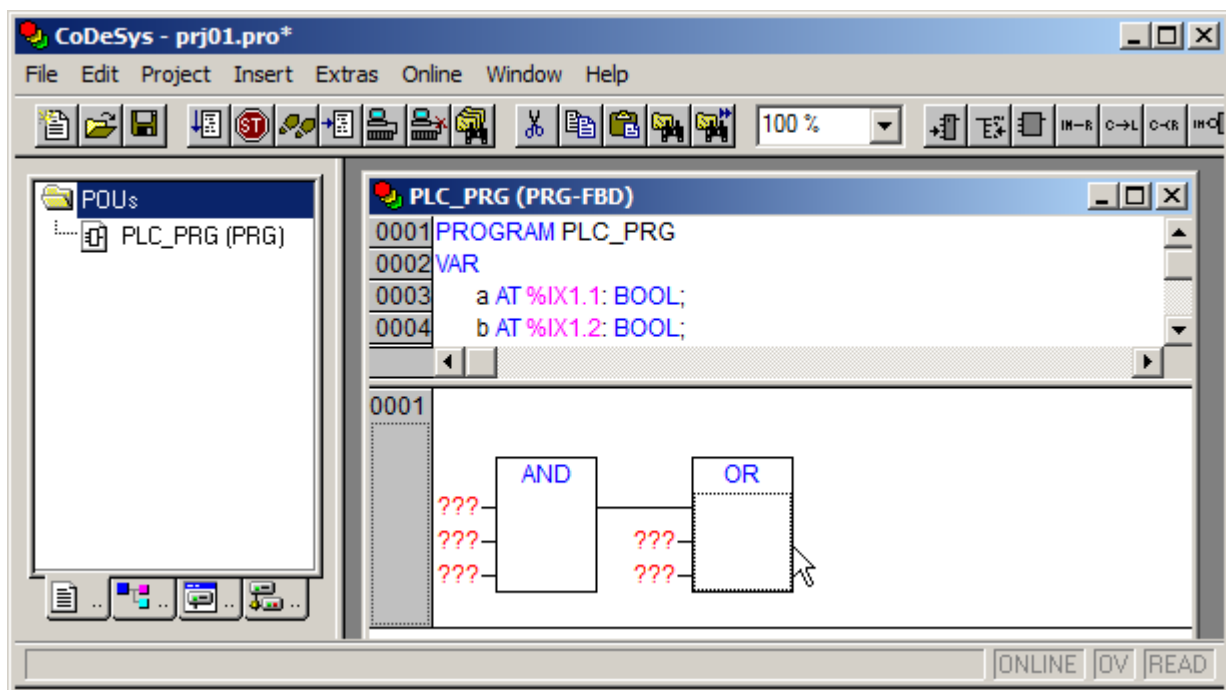 CoDeSys - prj01.pro*
File Edit Project Insert Extras Online Window Help
ST 100 % IN-R C→L C-<R
POUs
PLC_PRG (PRG)
PLC_PRG (PRG-FBD)
0001 PROGRAM PLC_PRG
0002 VAR
0003 a AT %IX1.1: BOOL;
0004 b AT %IX1.2: BOOL;
0001
AND OR
???
??? ???
??? ???
.. .. .. ..
ONLINE OV READ